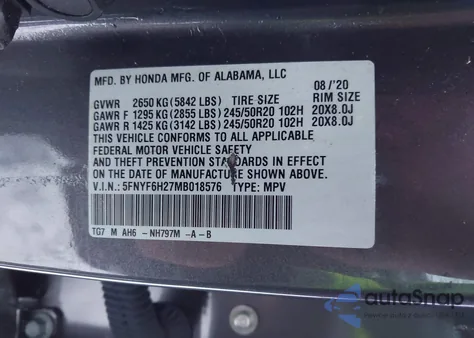 MFD. BY HONDA MFG. OF ALABAMA, LLC 08 /'20
GVWR 2650 KG (5842 LBS) TIRE SIZE RIM SIZE
GAWR F 1295 KG (2855 LBS) 245/50R20 102H 20X8.0J
GAWR R 1425 KG (3142 LBS) 245/50R20 102H 20X8.0J
THIS VEHICLE CONFORMS TO ALL APPLICABLE
FEDERAL MOTOR VEHICLE SAFETY
AND THEFT PREVENTION STANDARDS IN EFFECT
ON THE DATE OF MANUFACTURE SHOWN ABOVE.
V.I.N.: 5FNYF6H27MB018576 TYPE: MPV
TG7 M AH6 -NH797M -A-B
autoSnap